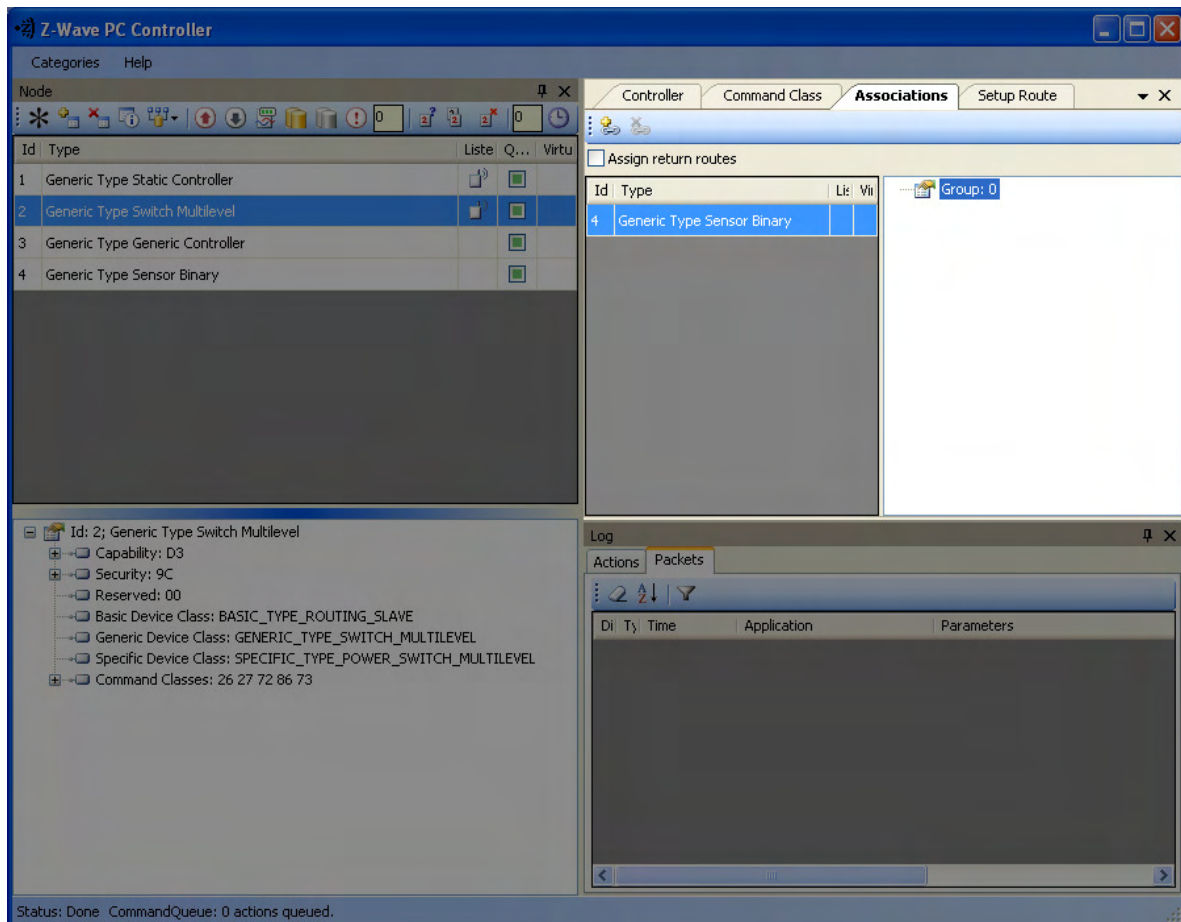 Z-Wave PC Controller
Categories Help
Node
0 0
Id Type Liste Q... Virtu
1 Generic Type Static Controller
2 Generic Type Switch Multilevel
3 Generic Type Generic Controller
4 Generic Type Sensor Binary
Id: 2; Generic Type Switch Multilevel
Capability: D3
Security: 9C
Reserved: 00
Basic Device Class: BASIC_TYPE_ROUTING_SLAVE
Generic Device Class: GENERIC_TYPE_SWITCH_MULTILEVEL
Specific Device Class: SPECIFIC_TYPE_POWER_SWITCH_MULTILEVEL
Command Classes: 26 27 72 86 73
Controller Command Class Associations Setup Route
Assign return routes
Id Type Lis Vir
4 Generic Type Sensor Binary
Group: 0
Log
Actions Packets
Di Ty Time Application Parameters
Status: Done CommandQueue: 0 actions queued.